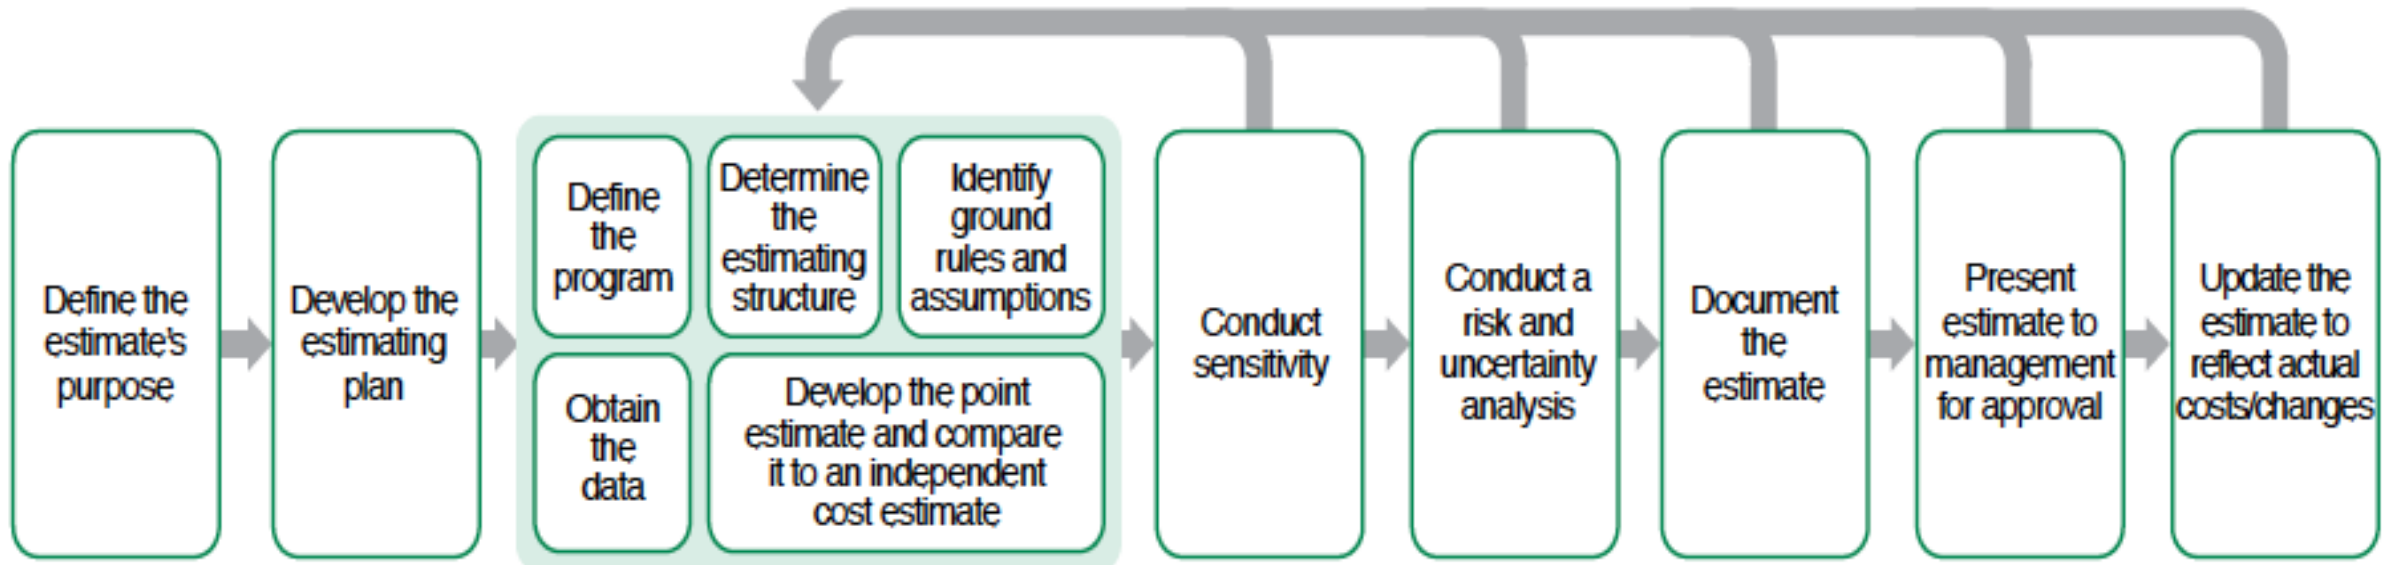 Define the
estimate's
purpose
Develop the
estimating
plan
Define
the
program
Determine
the
estimating
structure
Identify
ground
rules and
assumptions
Obtain
the
data
Develop the point
estimate and compare
it to an independent
cost estimate
Conduct
sensitivity
Conduct a
risk and
uncertainty
analysis
Document
the
estimate
Present
estimate to
management
for approval
Update the
estimate to
reflect actual
costs/changes